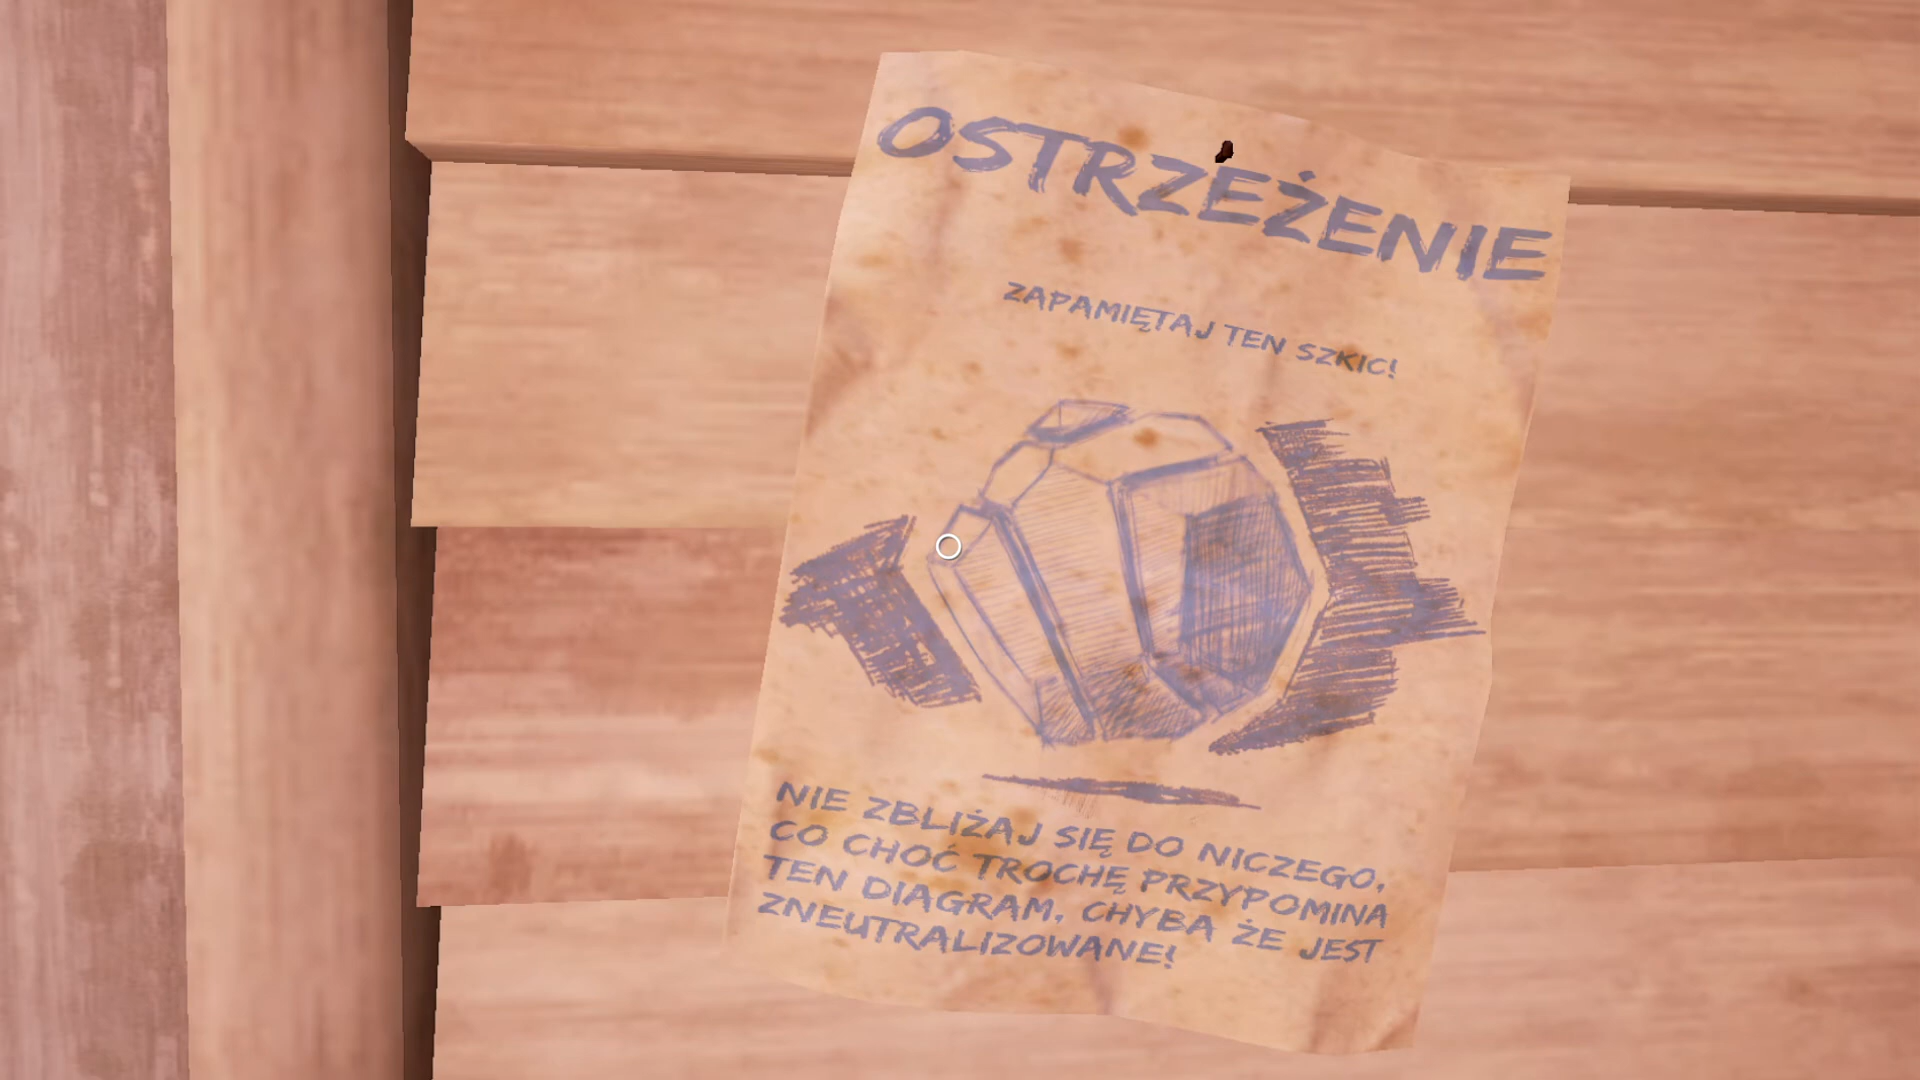 OSTRZEŻENIE
ZAPAMIĘTAJ TEN SZKIC!
NIE ZBLIŻAJ SIĘ DO NICZEGO,
CO CHOĆ TROCHĘ PRZYPOMINA
TEN DIAGRAM, CHYBA ŻE JEST
ZNEUTRALIZOWANE!